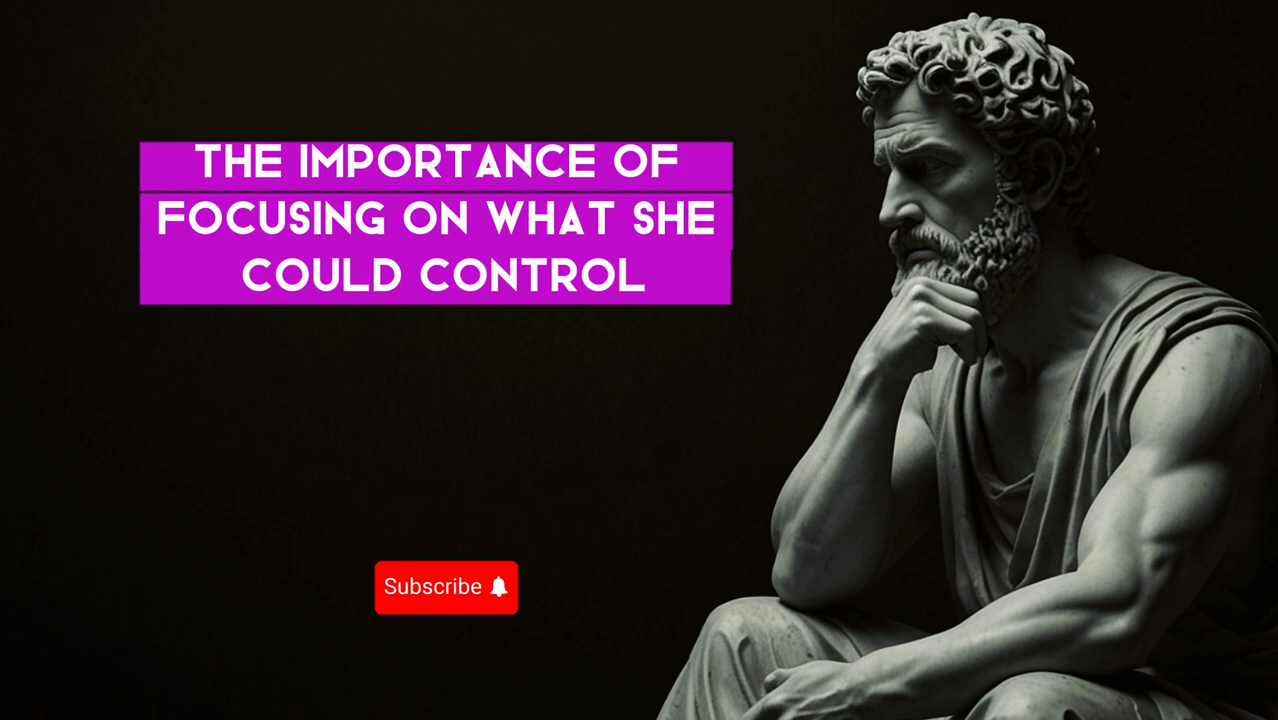 THE IMPORTANCE OF
FOCUSING ON WHAT SHE
COULD CONTROL
Subscribe